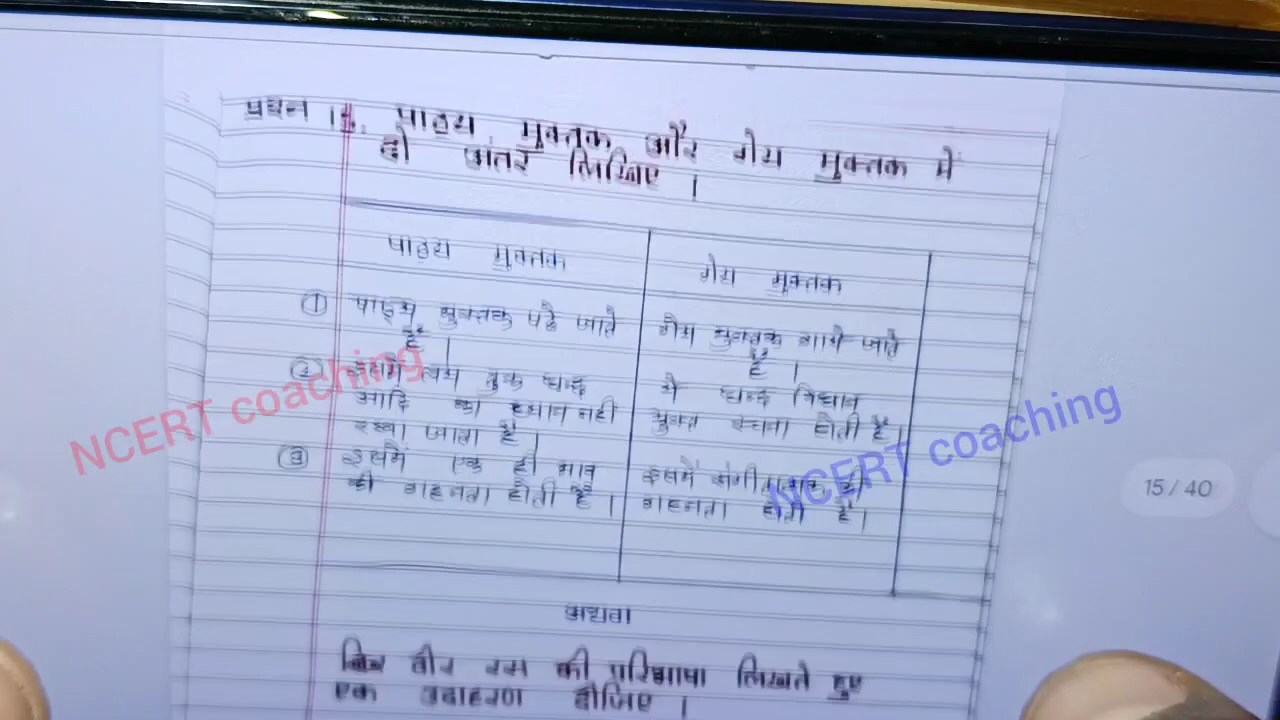 प्रश्न 11. पाठ्य मुक्तक और गेय मुक्तक में
दो अंतर लिखिए ।
पाठ्य मुक्तक
गेय मुक्तक
① पाठ्य मुक्तक पढ़े जाते
हैं ।
गेय मुक्तक गाये जाते
हैं ।
② इसमें लय तुक छन्द
आदि का ध्यान नही
रखा जाता है ।
ये छन्द विधान
मुक्त रचना होती है ।
③ इसमें एक ही भाव
की गहनता होती है ।
इसमें की
गहनता होती है ।
NCERT coaching
NCERT coaching
15/40
अथवा
वीर रस की परिभाषा लिखते हुए
एक उदाहरण दीजिए ।